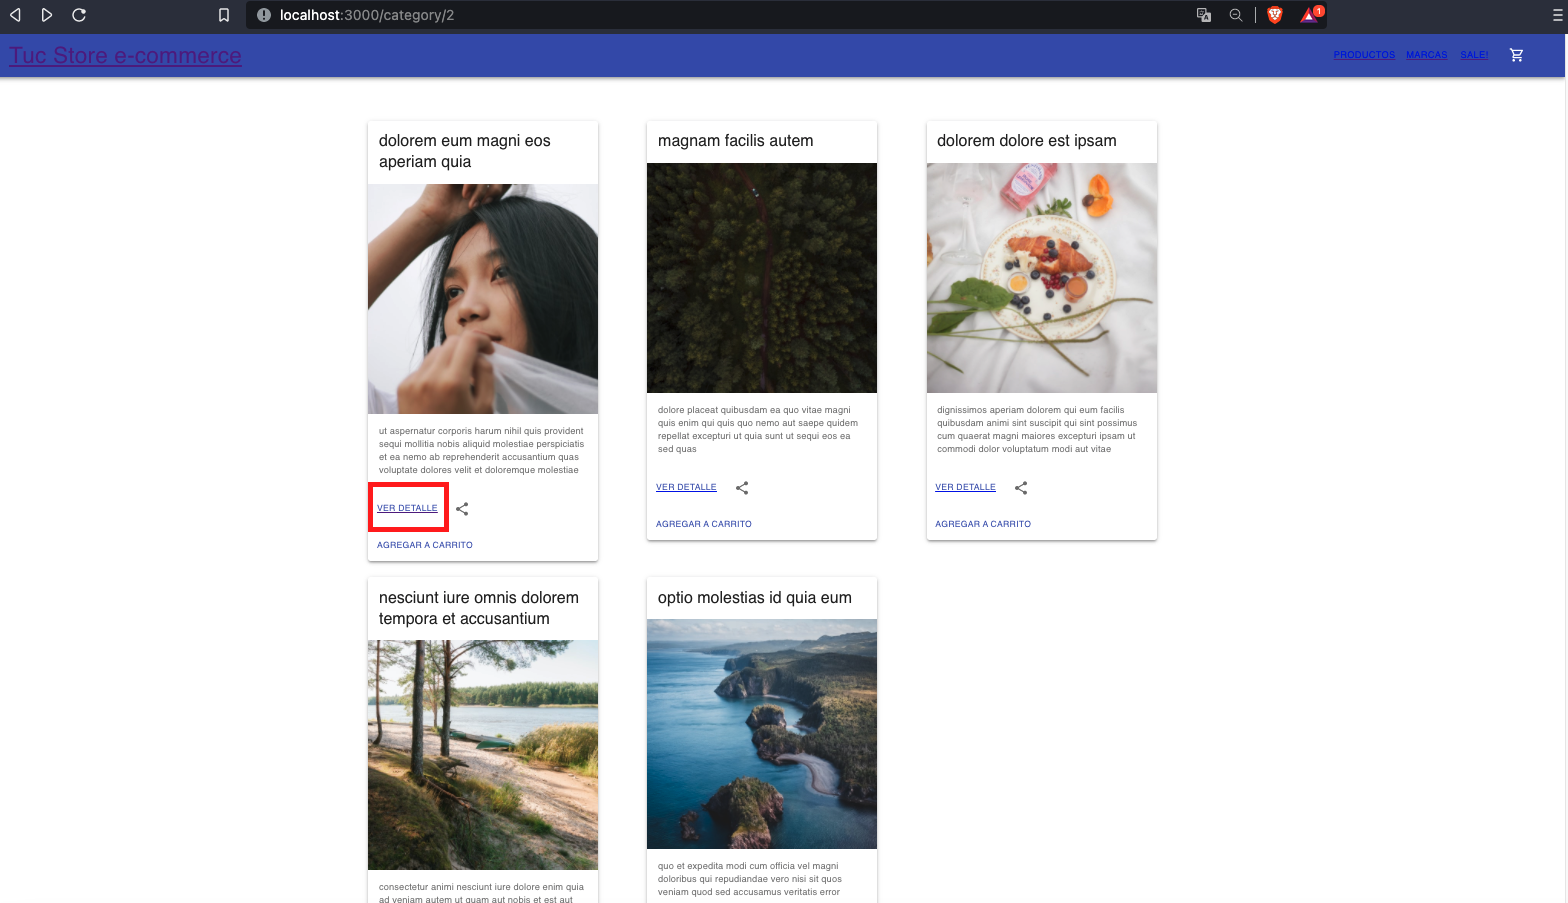 localhost:3000/category/2
1
Tuc Store e-commerce
PRODUCTOS MARCAS SALE!
dolorem eum magni eos
aperiam quia
ut aspernatur corporis harum nihil quis provident
sequi mollitia nobis aliquid molestiae perspiciatis
et ea nemo ab reprehenderit accusantium quas
voluptate dolores velit et doloremque molestiae
VER DETALLE
AGREGAR A CARRITO
magnam facilis autem
dolore placeat quibusdam ea quo vitae magni
quis enim qui quis quo nemo aut saepe quidem
repellat excepturi ut quia sunt ut sequi eos ea
sed quas
VER DETALLE
AGREGAR A CARRITO
dolorem dolore est ipsam
dignissimos aperiam dolorem qui eum facilis
quibusdam animi sint suscipit qui sint possimus
cum quaerat magni maiores excepturi ipsam ut
commodi dolor voluptatum modi aut vitae
VER DETALLE
AGREGAR A CARRITO
nesciunt iure omnis dolorem
tempora et accusantium
consectetur animi nesciunt iure dolore enim quia
ad veniam autem ut quam aut nobis et est aut
optio molestias id quia eum
quo et expedita modi cum officia vel magni
doloribus qui repudiandae vero nisi sit quos
veniam quod sed accusamus veritatis error